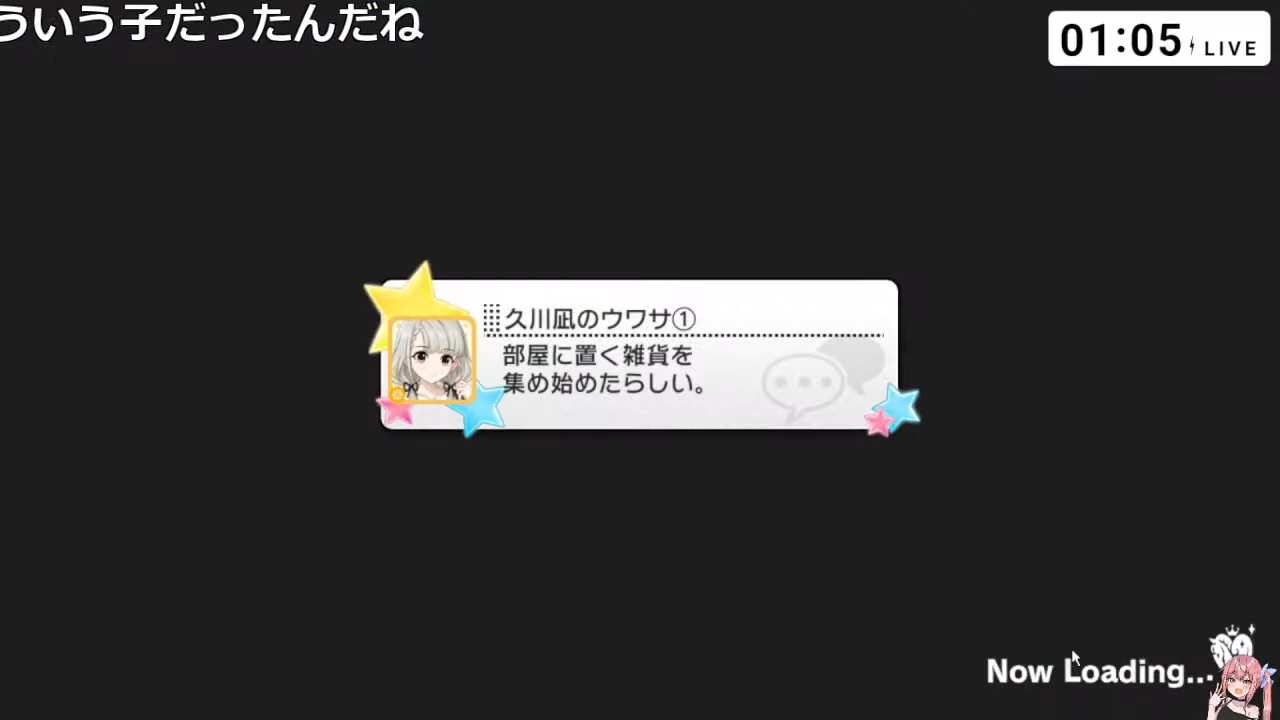 ういう子だったんだね
01:05 LIVE
久川凪のウワサ①
部屋に置く雑貨を
集め始めたらしい。
Now Loading...